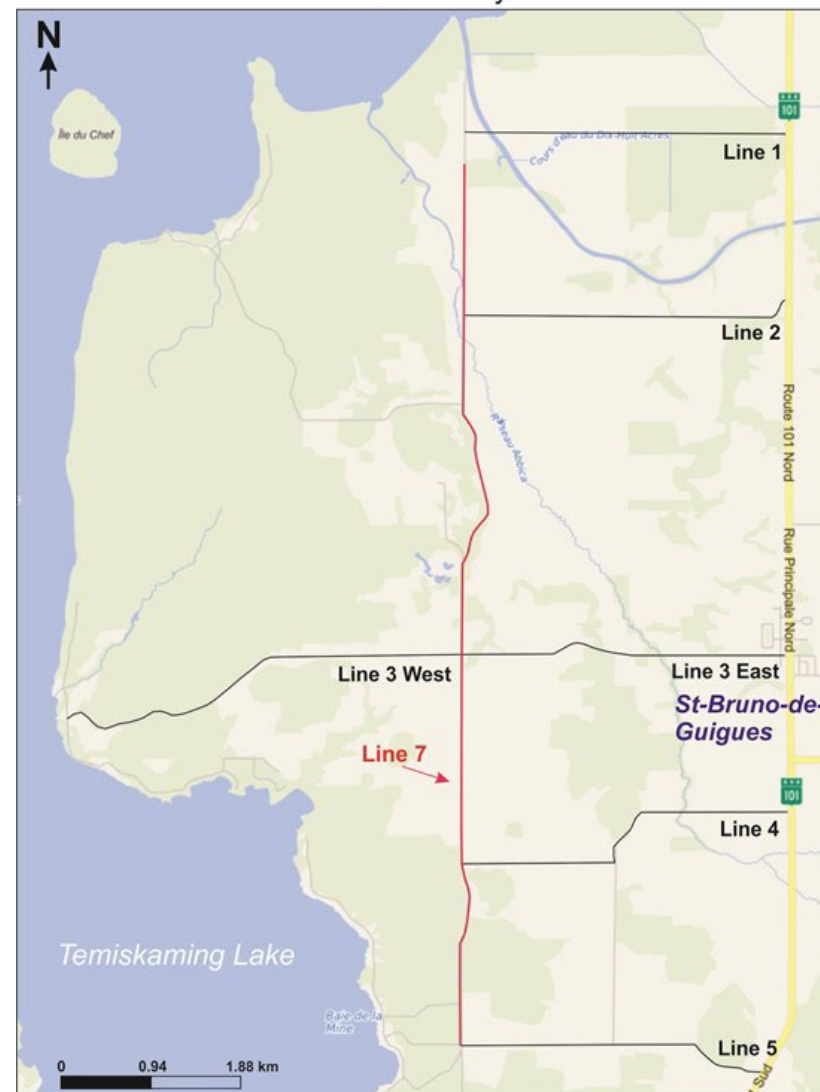 N
Île du Chef
101
Cours d'eau du Dix-Huit Acres
Line 1
Line 2
Route 101 Nord
Ruisseau Abbica
Rue Principale Nord
Line 3 West
Line 3 East
St-Bruno-de-
Guigues
Line 7
101
Line 4
Temiskaming Lake
Baie de la
Mine
Line 5
0 0.94 1.88 km
Sud